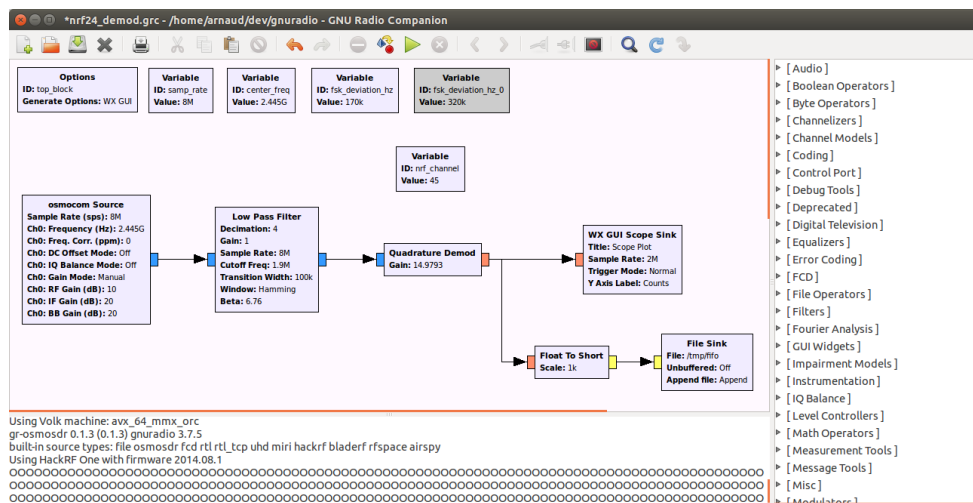 *nrf24_demod.grc - /home/arnaud/dev/gnuradio - GNU Radio Companion
Options
ID: top_block
Generate Options: WX GUI
Variable
ID: samp_rate
Value: 8M
Variable
ID: center_freq
Value: 2.445G
Variable
ID: fsk_deviation_hz
Value: 170k
Variable
ID: fsk_deviation_hz_0
Value: 320k
Variable
ID: nrf_channel
Value: 45
osmocom Source
Sample Rate (sps): 8M
Ch0: Frequency (Hz): 2.445G
Ch0: Freq. Corr. (ppm): 0
Ch0: DC Offset Mode: Off
Ch0: IQ Balance Mode: Off
Ch0: Gain Mode: Manual
Ch0: RF Gain (dB): 10
Ch0: IF Gain (dB): 20
Ch0: BB Gain (dB): 20
Low Pass Filter
Decimation: 4
Gain: 1
Sample Rate: 8M
Cutoff Freq: 1.9M
Transition Width: 100k
Window: Hamming
Beta: 6.76
Quadrature Demod
Gain: 14.9793
WX GUI Scope Sink
Title: Scope Plot
Sample Rate: 2M
Trigger Mode: Normal
Y Axis Label: Counts
Float To Short
Scale: 1k
File Sink
File: /tmp/fifo
Unbuffered: Off
Append file: Append
[ Audio ]
[ Boolean Operators ]
[ Byte Operators ]
[ Channelizers ]
[ Channel Models ]
[ Coding ]
[ Control Port ]
[ Debug Tools ]
[ Deprecated ]
[ Digital Television ]
[ Equalizers ]
[ Error Coding ]
[ FCD ]
[ File Operators ]
[ Filters ]
[ Fourier Analysis ]
[ GUI Widgets ]
[ Impairment Models ]
[ Instrumentation ]
[ IQ Balance ]
[ Level Controllers ]
[ Math Operators ]
[ Measurement Tools ]
[ Message Tools ]
[ Misc ]
[ Modulators ]
Using Volk machine: avx_64_mmx_orc
gr-osmosdr 0.1.3 (0.1.3) gnuradio 3.7.5
built-in source types: file osmosdr fcd rtl rtl_tcp uhd miri hackrf bladerf rfspace airspy
Using HackRF One with firmware 2014.08.1